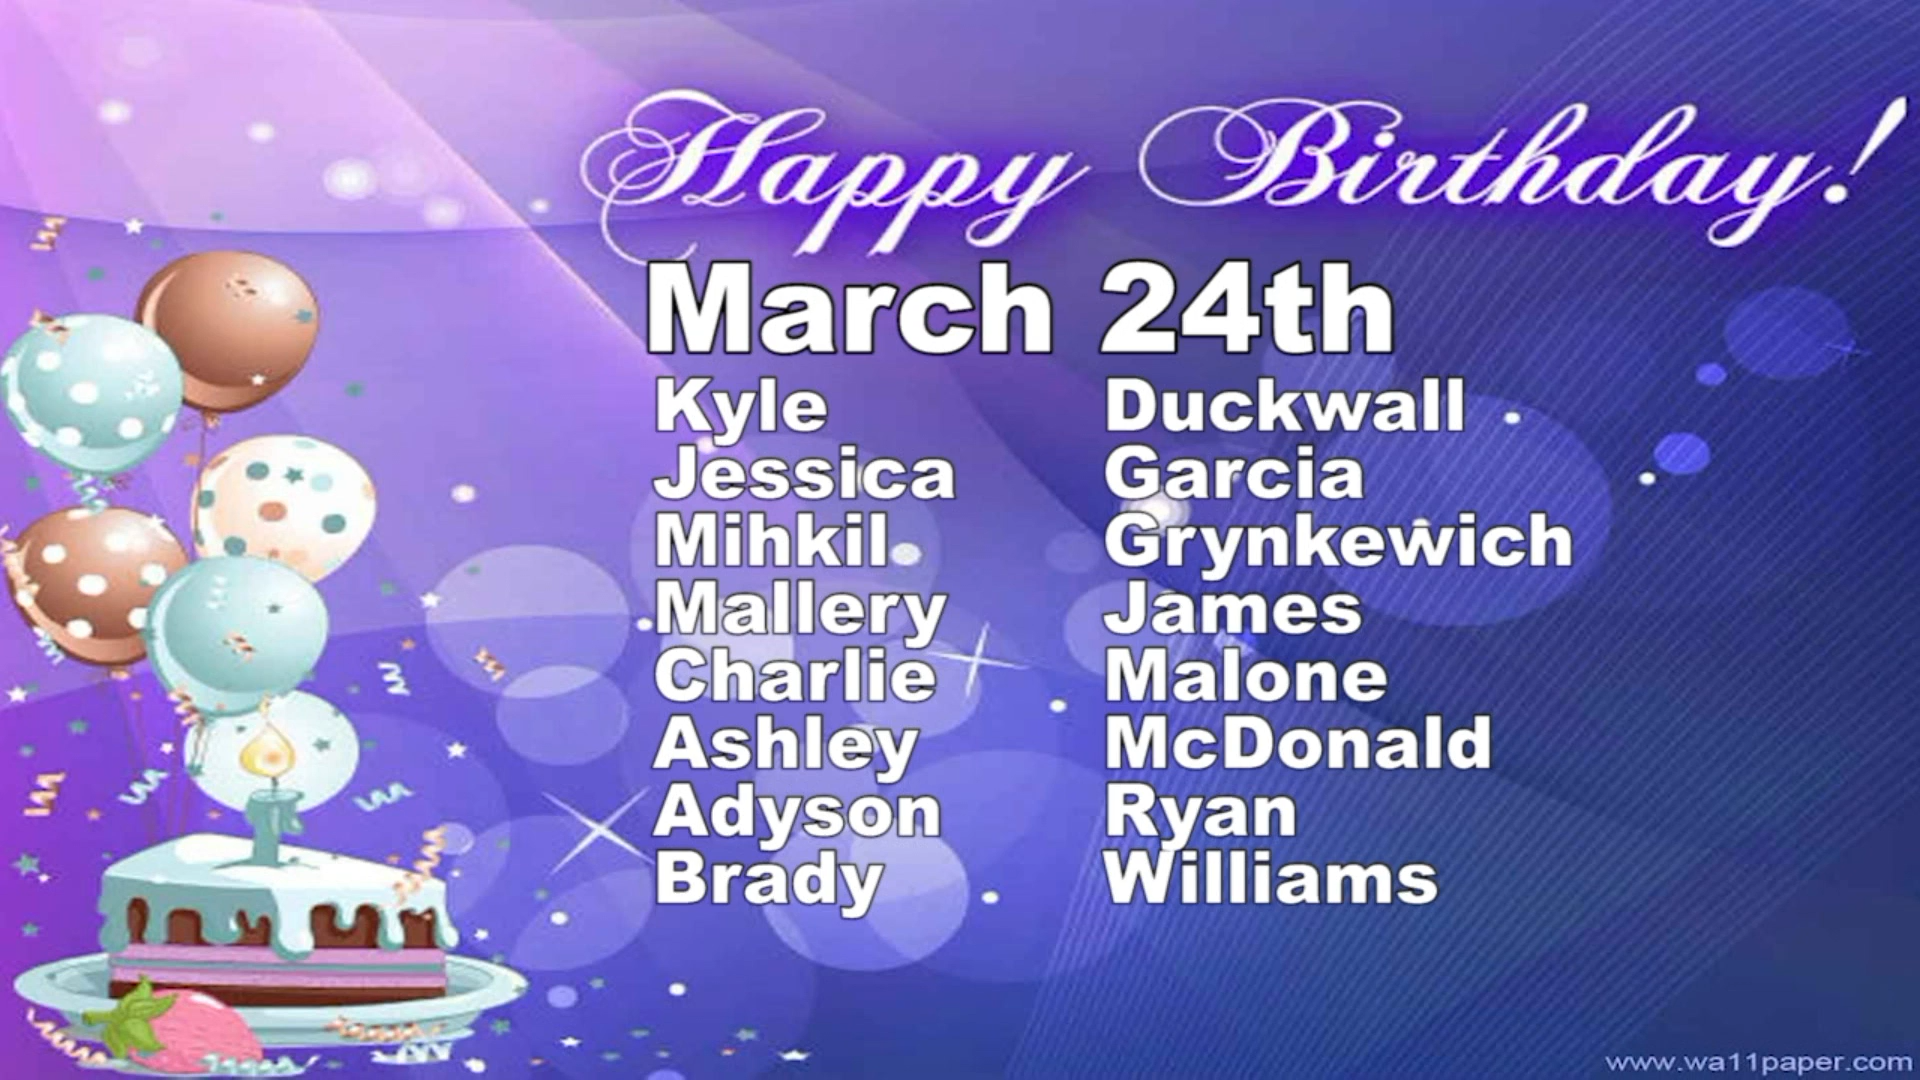 Happy Birthday!
March 24th
Kyle Duckwall
Jessica Garcia
Mihkil Grynkewich
Mallery James
Charlie Malone
Ashley McDonald
Adyson Ryan
Brady Williams
www.wa11paper.com